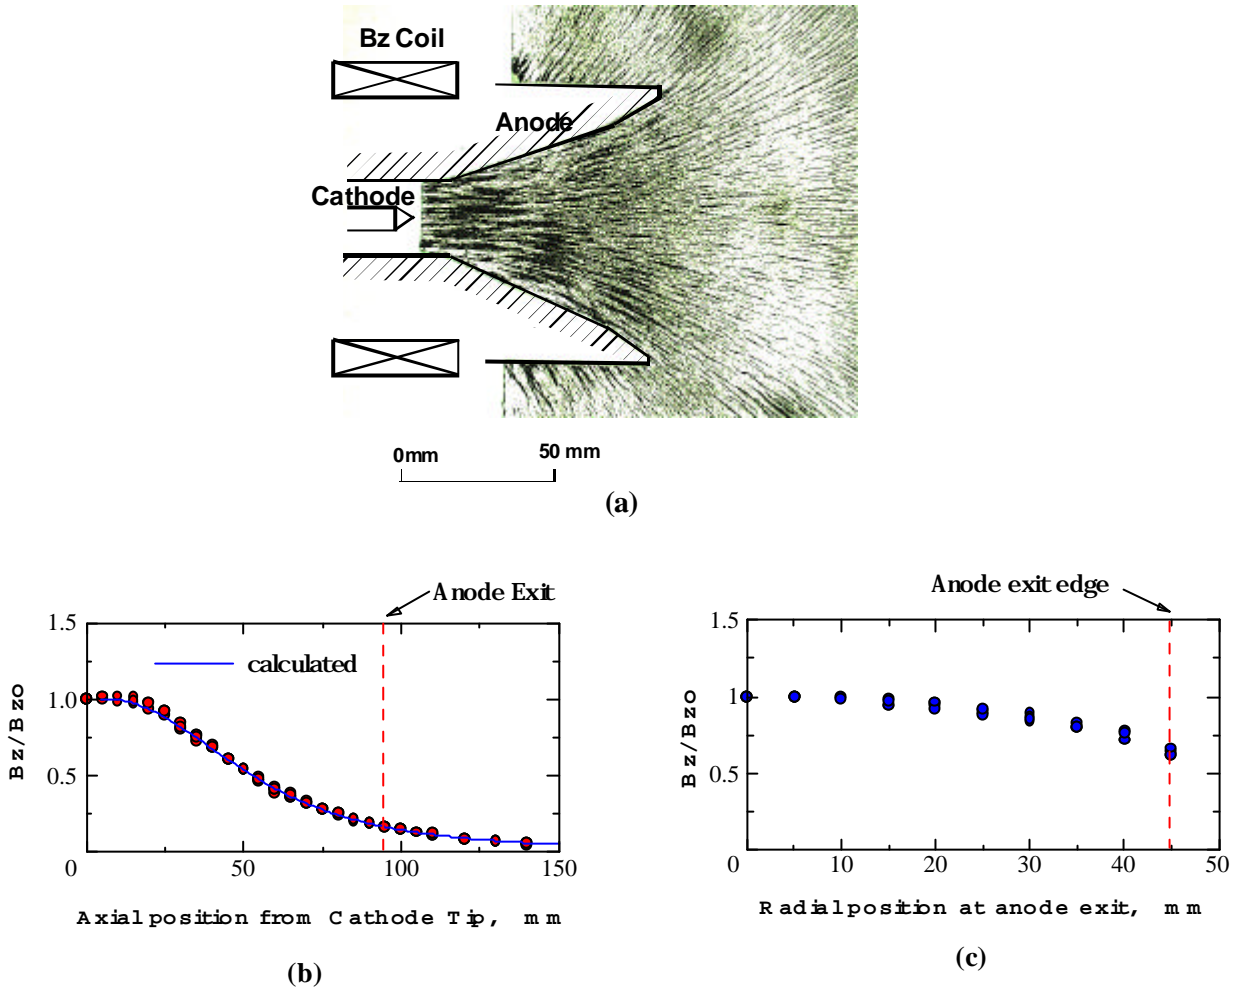 Bz Coil
Anode
Cathode
0mm
50 mm
(a)
Anode Exit
1.5
calculated
1.0
0.5
0
50
100
150
Bz/Bzo
Axial position from Cathode Tip, mm
(b)
Anode exit edge
1.5
1
0.5
0
0
10
20
30
40
50
Bz/BzO
Radial position at anode exit, mm
(c)